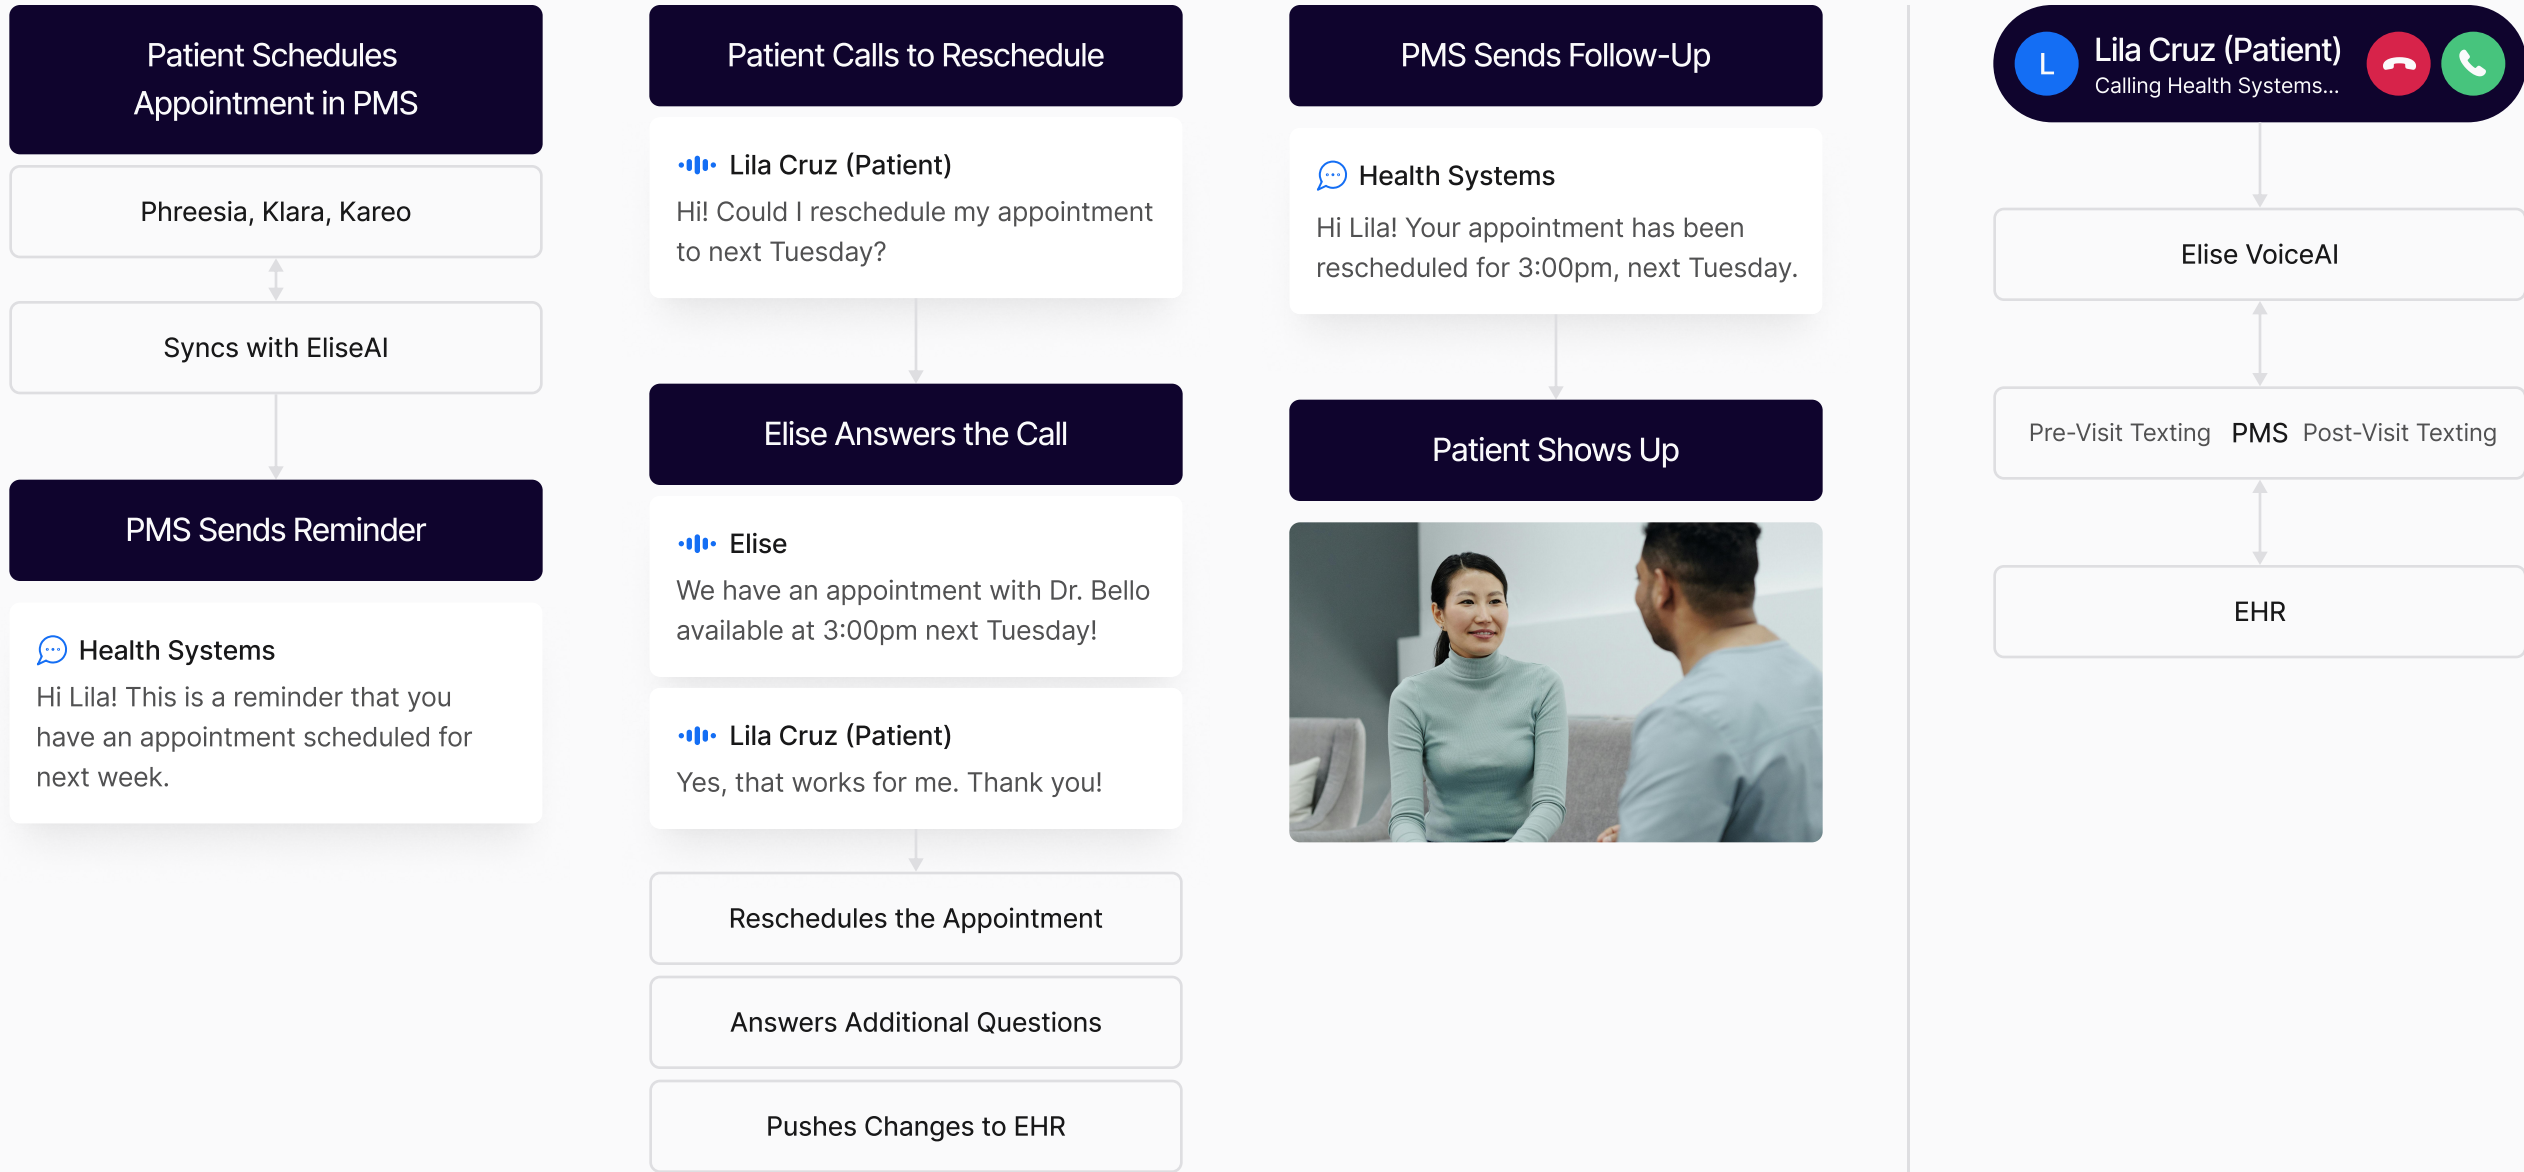 Patient Schedules
Appointment in PMS
Phreesia, Klara, Kareo
Syncs with EliseAI
PMS Sends Reminder
Health Systems
Hi Lila! This is a reminder that you
have an appointment scheduled for
next week.
Patient Calls to Reschedule
Lila Cruz (Patient)
Hi! Could I reschedule my appointment
to next Tuesday?
Elise Answers the Call
Elise
We have an appointment with Dr. Bello
available at 3:00pm next Tuesday!
Lila Cruz (Patient)
Yes, that works for me. Thank you!
Reschedules the Appointment
Answers Additional Questions
Pushes Changes to EHR
PMS Sends Follow-Up
Health Systems
Hi Lila! Your appointment has been
rescheduled for 3:00pm, next Tuesday.
Patient Shows Up
L
Lila Cruz (Patient)
Calling Health Systems...
Elise VoiceAI
Pre-Visit Texting PMS Post-Visit Texting
EHR